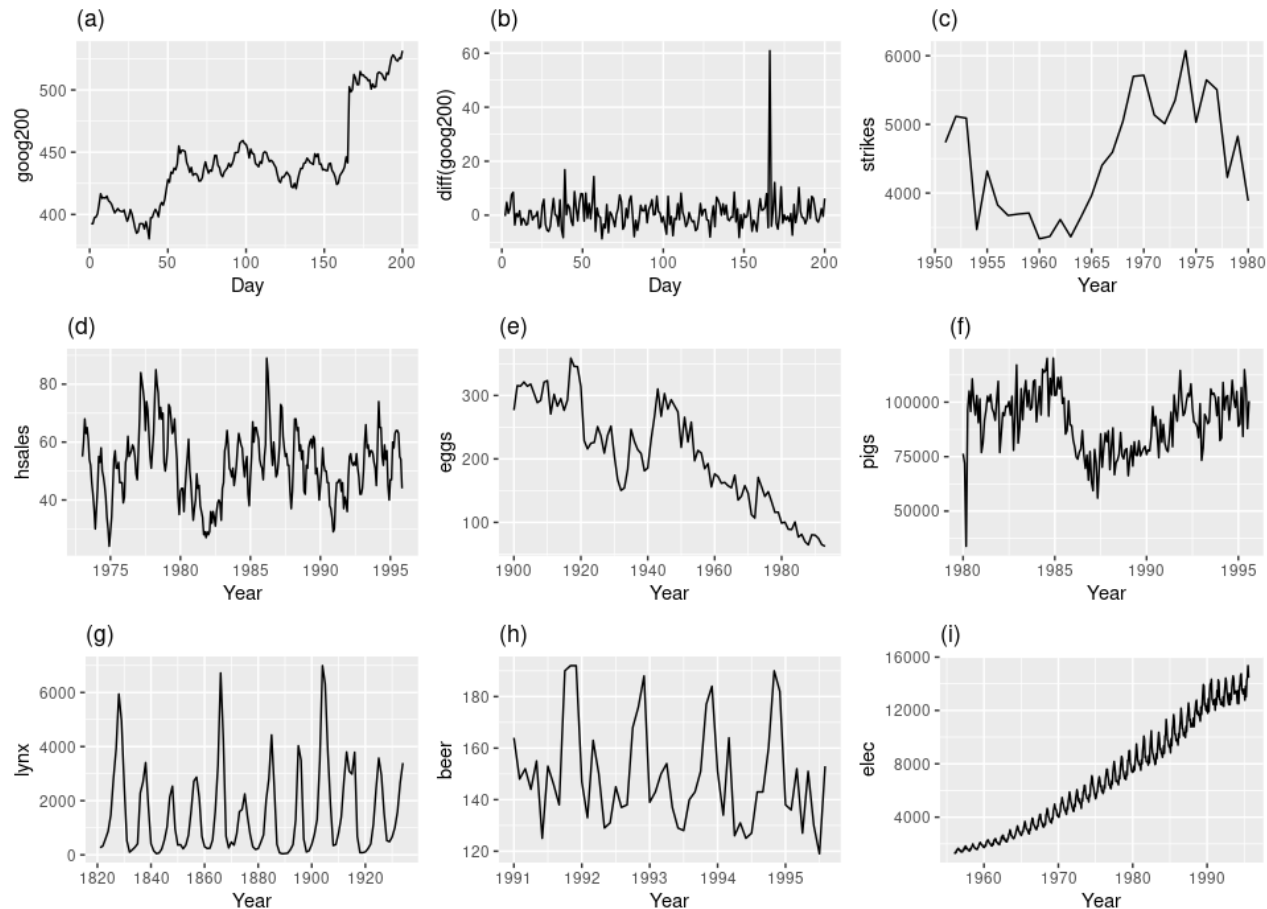 (a)
goog200
500
450
400
0 50 100 150 200
Day
(b)
diff(goog200)
60
40
20
0
0 50 100 150 200
Day
(c)
strikes
6000
5000
4000
1950 1955 1960 1965 1970 1975 1980
Year
(d)
hsales
80
60
40
1975 1980 1985 1990 1995
Year
(e)
eggs
300
200
100
1900 1920 1940 1960 1980
Year
(f)
pigs
100000
75000
50000
1980 1985 1990 1995
Year
(g)
lynx
6000
4000
2000
0
1820 1840 1860 1880 1900 1920
Year
(h)
beer
180
160
140
120
1991 1992 1993 1994 1995
Year
(i)
elec
16000
12000
8000
4000
1960 1970 1980 1990
Year